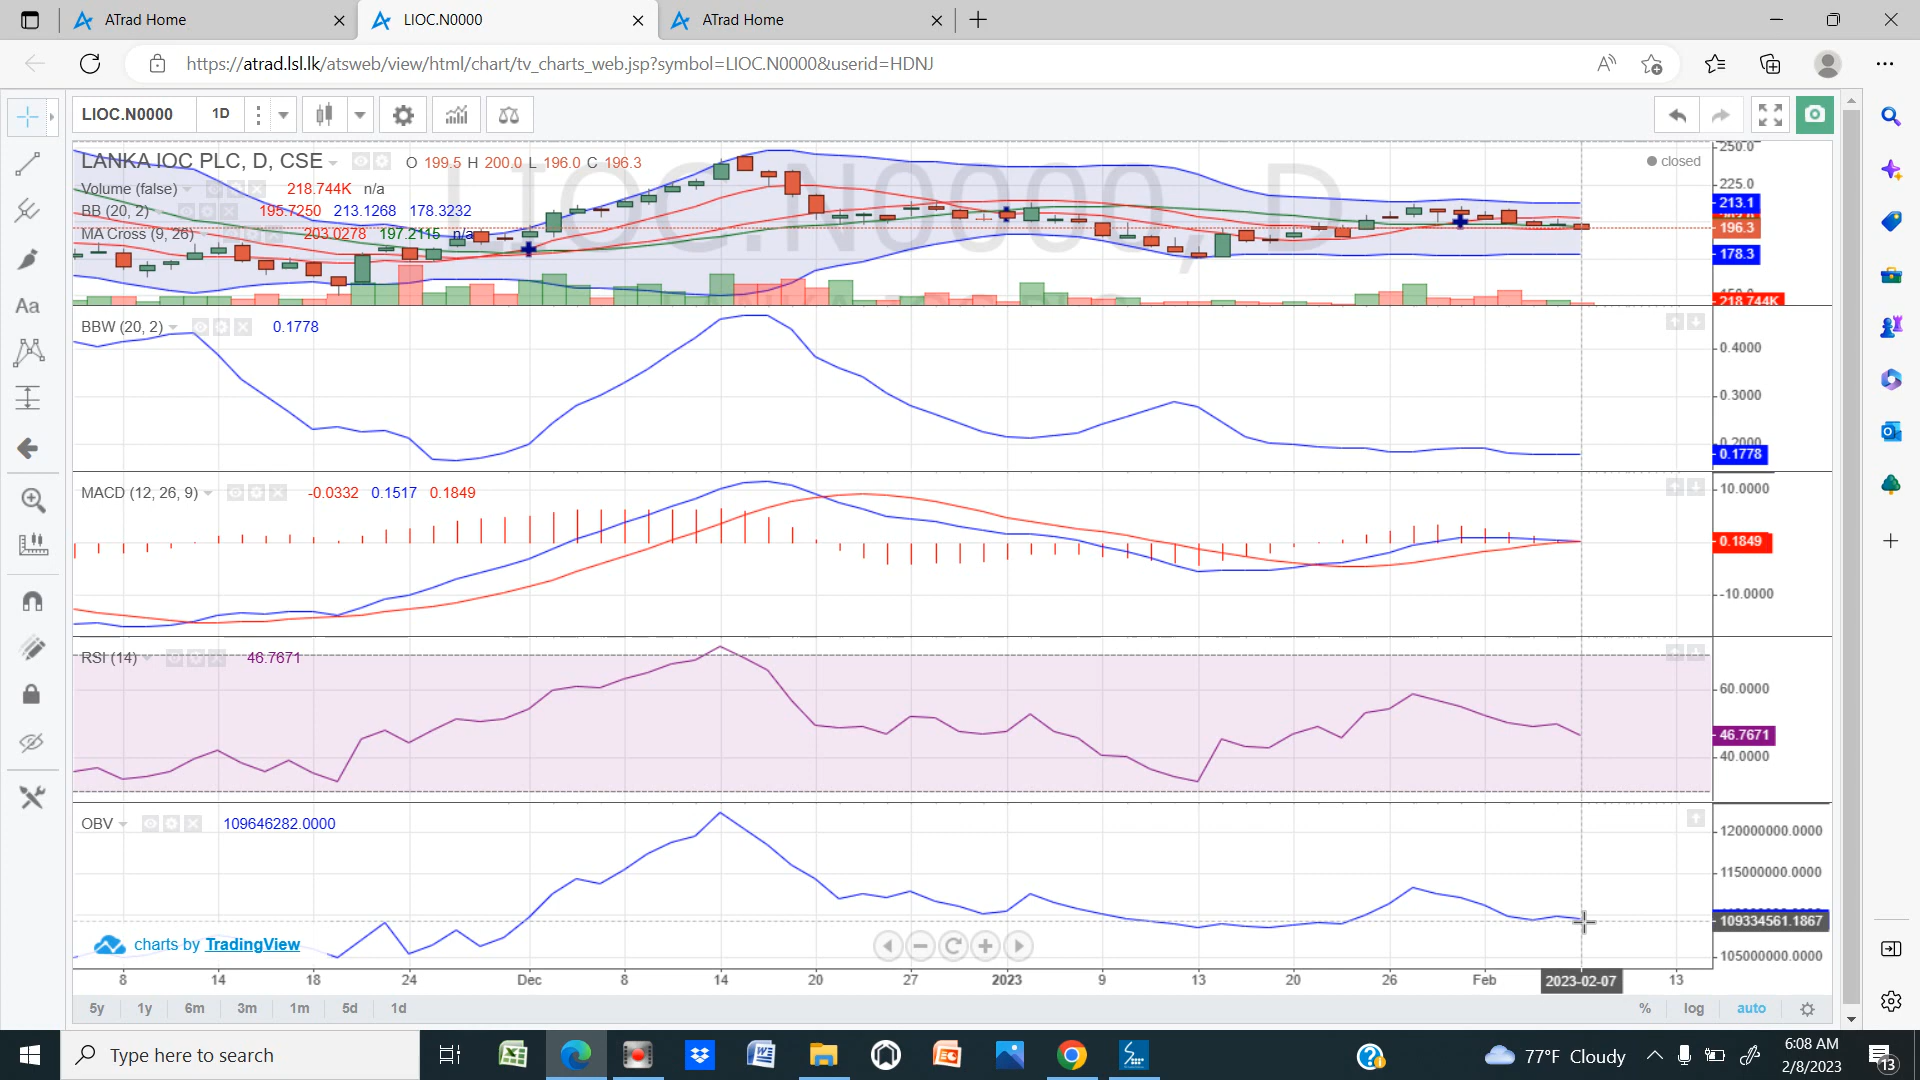 ATrad Home
LIOC.N0000
ATrad Home
https://atrad.lsl.lk/atsweb/view/html/chart/tv_charts_web.jsp?symbol=LIOC.N0000&userid=HDNJ
LIOC.N0000 1D
LANKA IOC PLC, D, CSE O 199.5 H 200.0 L 196.0 C 196.3
closed
Volume (false) 218.744K n/a
BB (20, 2) 195.7250 213.1268 178.3232
MA Cross (9, 26) 203.0278 197.2115 n/a
LIOC.N0000, D
250.0
225.0
213.1
196.3
178.3
218.744K
BBW (20, 2) 0.1778
0.4000
0.3000
0.2000
0.1778
MACD (12, 26, 9) -0.0332 0.1517 0.1849
10.0000
0.1849
-10.0000
RSI (14) 46.7671
60.0000
46.7671
40.0000
OBV 109646282.0000
120000000.0000
115000000.0000
109334561.1867
105000000.0000
charts by TradingView
8 14 18 24 Dec 8 14 20 27 2023 9 13 20 26 Feb 2023-02-07 13
5y 1y 6m 3m 1m 5d 1d % log auto
Type here to search
77°F Cloudy
6:08 AM
2/8/2023
13